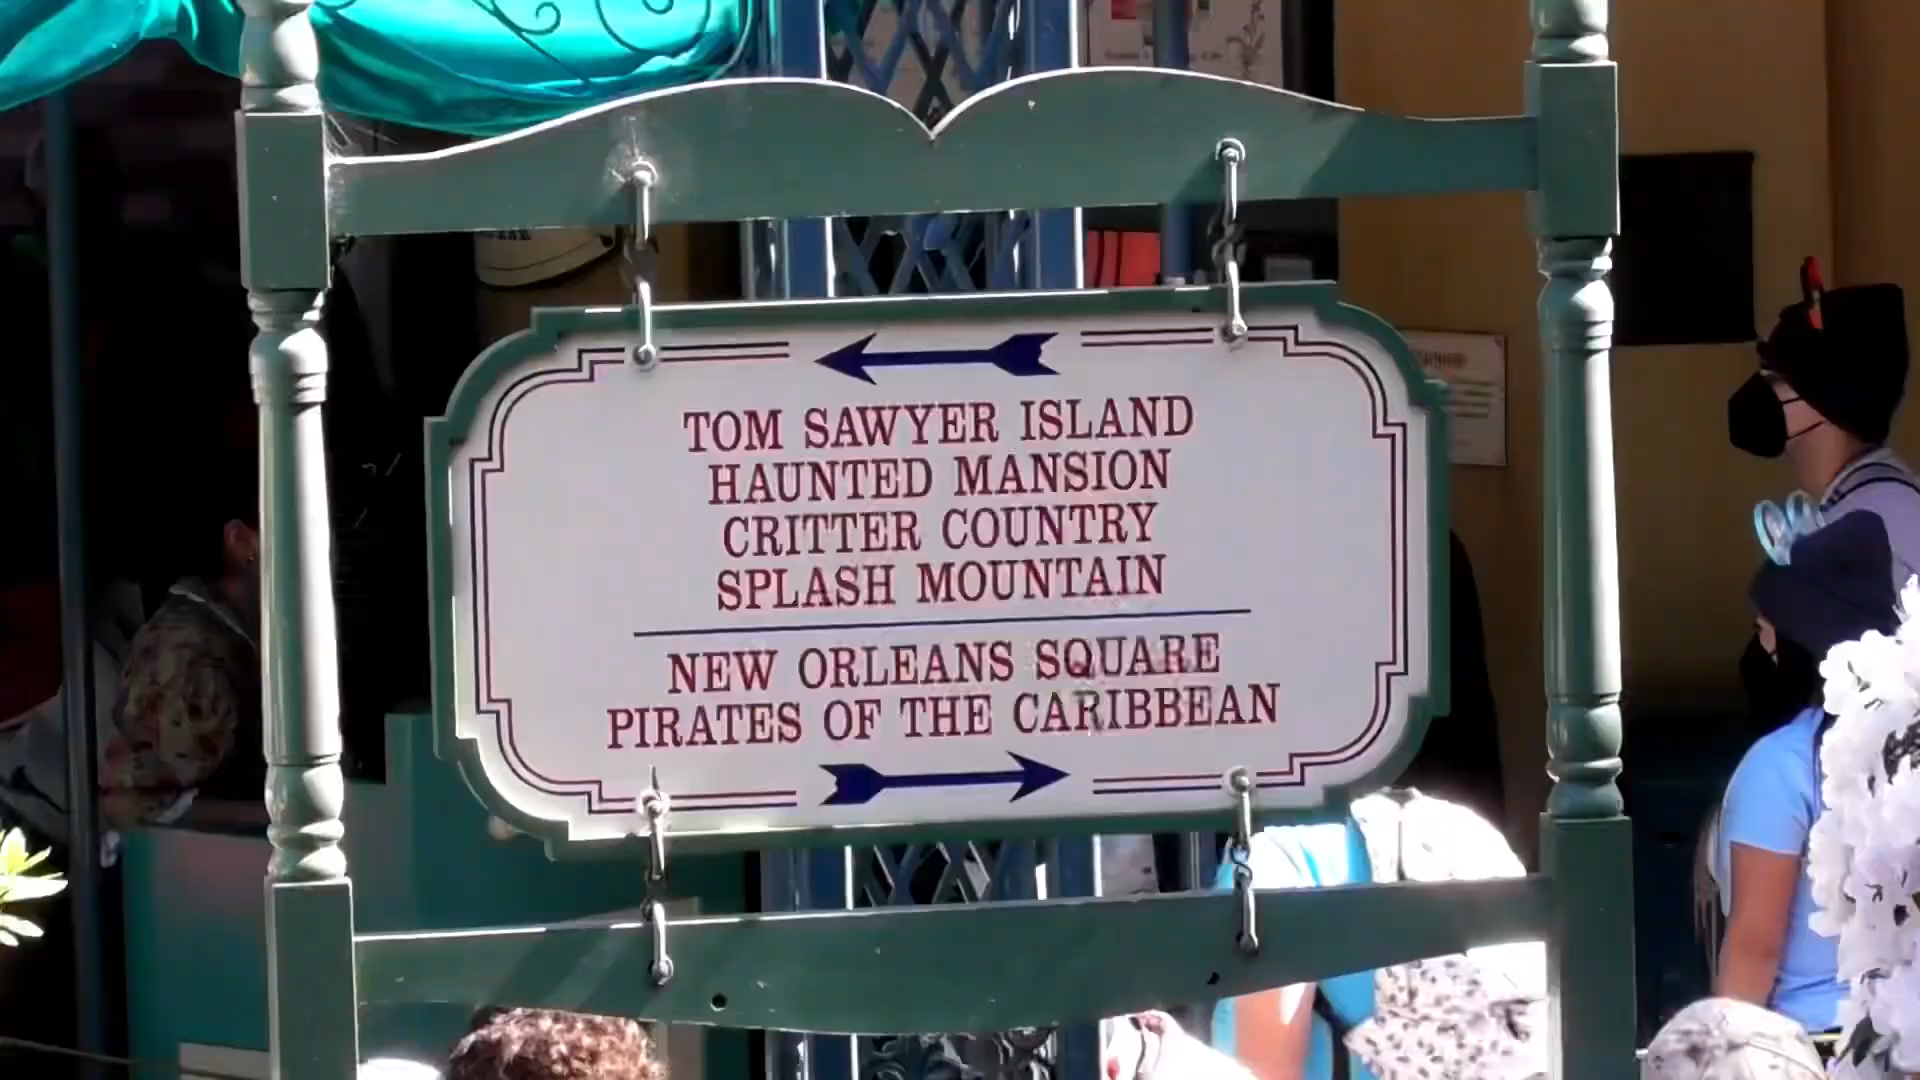 TOM SAWYER ISLAND
HAUNTED MANSION
CRITTER COUNTRY
SPLASH MOUNTAIN
NEW ORLEANS SQUARE
PIRATES OF THE CARIBBEAN